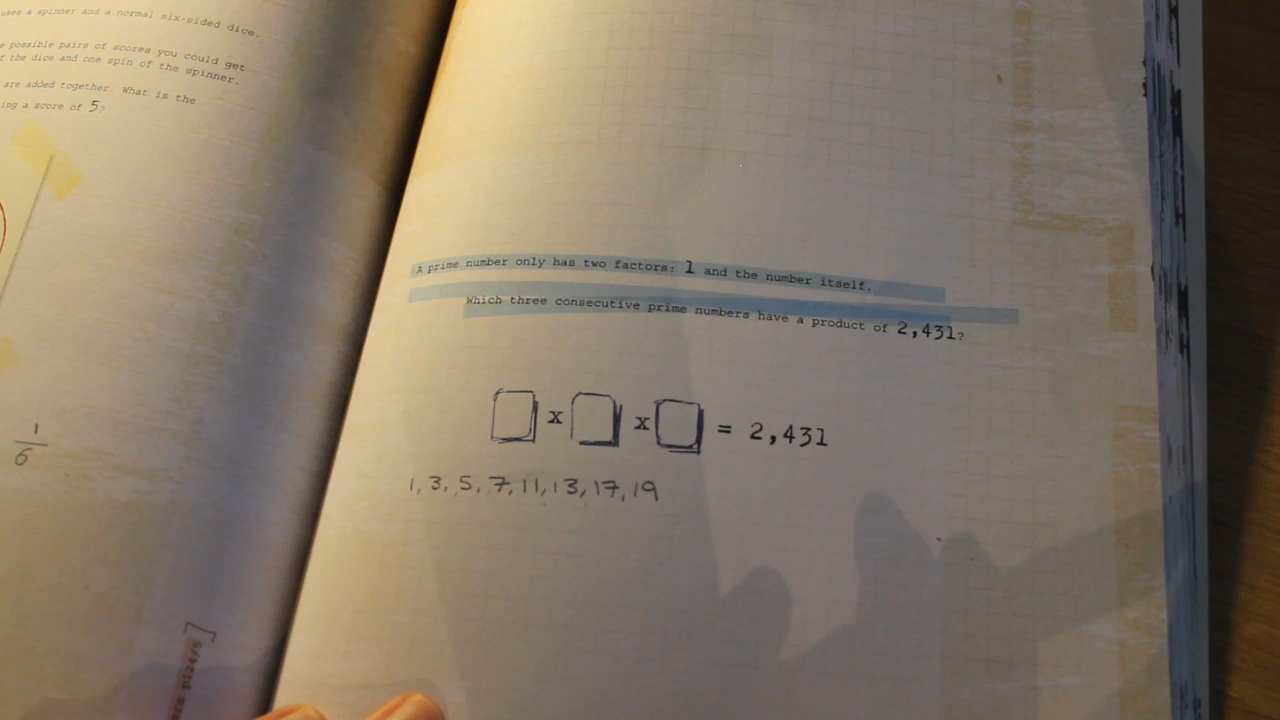 uses a spinner and a normal six-sided dice.
possible pairs of scores you could get
the dice and one spin of the spinner.
are added together. What is the
a score of 5?
1
6
A prime number only has two factors: 1 and the number itself.
Which three consecutive prime numbers have a product of 2,431?
x x = 2,431
1, 3, 5, 7, 11, 13, 17, 19
p124/5